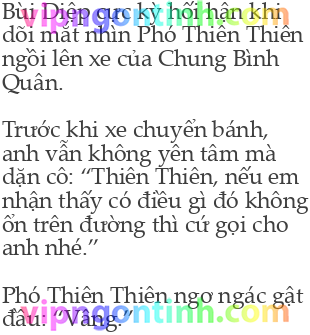 Bùi Diệp cực kỳ hối hận khi
dõi mắt nhìn Phó Thiên Thiên
ngồi lên xe của Chung Bình
Quân.
Trước khi xe chuyển bánh,
anh vẫn không yên tâm mà
dặn cô: “Thiên Thiên, nếu em
nhận thấy có điều gì đó không
ổn trên đường thì cứ gọi cho
anh nhé.”
Phó Thiên Thiên ngơ ngác gật
đầu: “Vâng.”
vipngontinh.com
vipngontinh.com